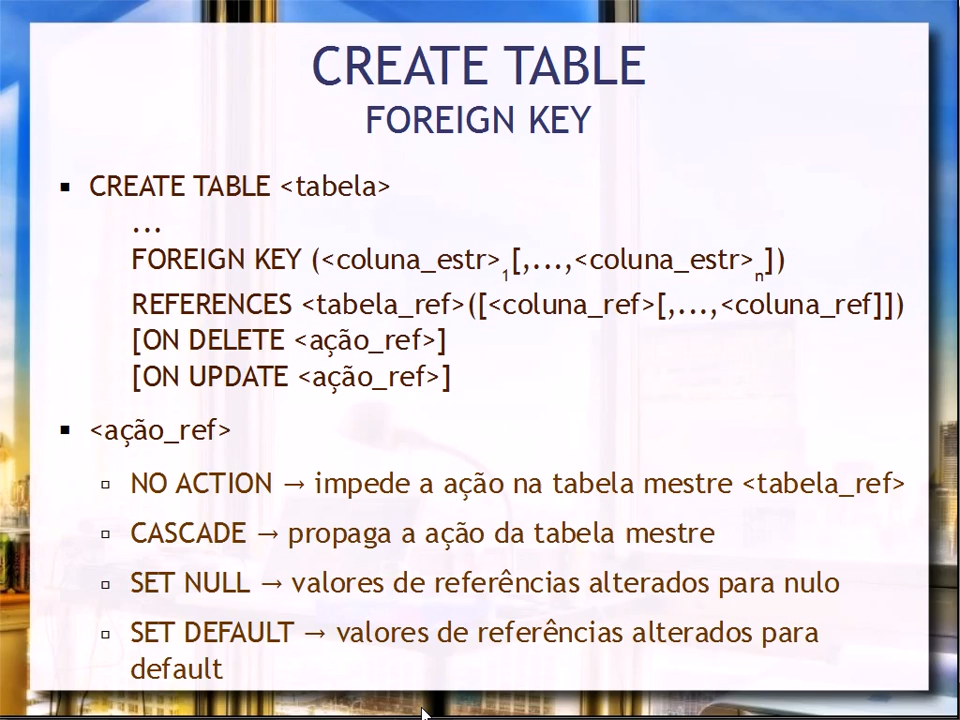 CREATE TABLE
FOREIGN KEY
▪ CREATE TABLE <tabela>
...
FOREIGN KEY (<coluna_estr>1[,...,<coluna_estr>n])
REFERENCES <tabela_ref>([<coluna_ref>[,...,<coluna_ref]])
[ON DELETE <ação_ref>]
[ON UPDATE <ação_ref>]
▪ <ação_ref>
▫ NO ACTION → impede a ação na tabela mestre <tabela_ref>
▫ CASCADE → propaga a ação da tabela mestre
▫ SET NULL → valores de referências alterados para nulo
▫ SET DEFAULT → valores de referências alterados para
default